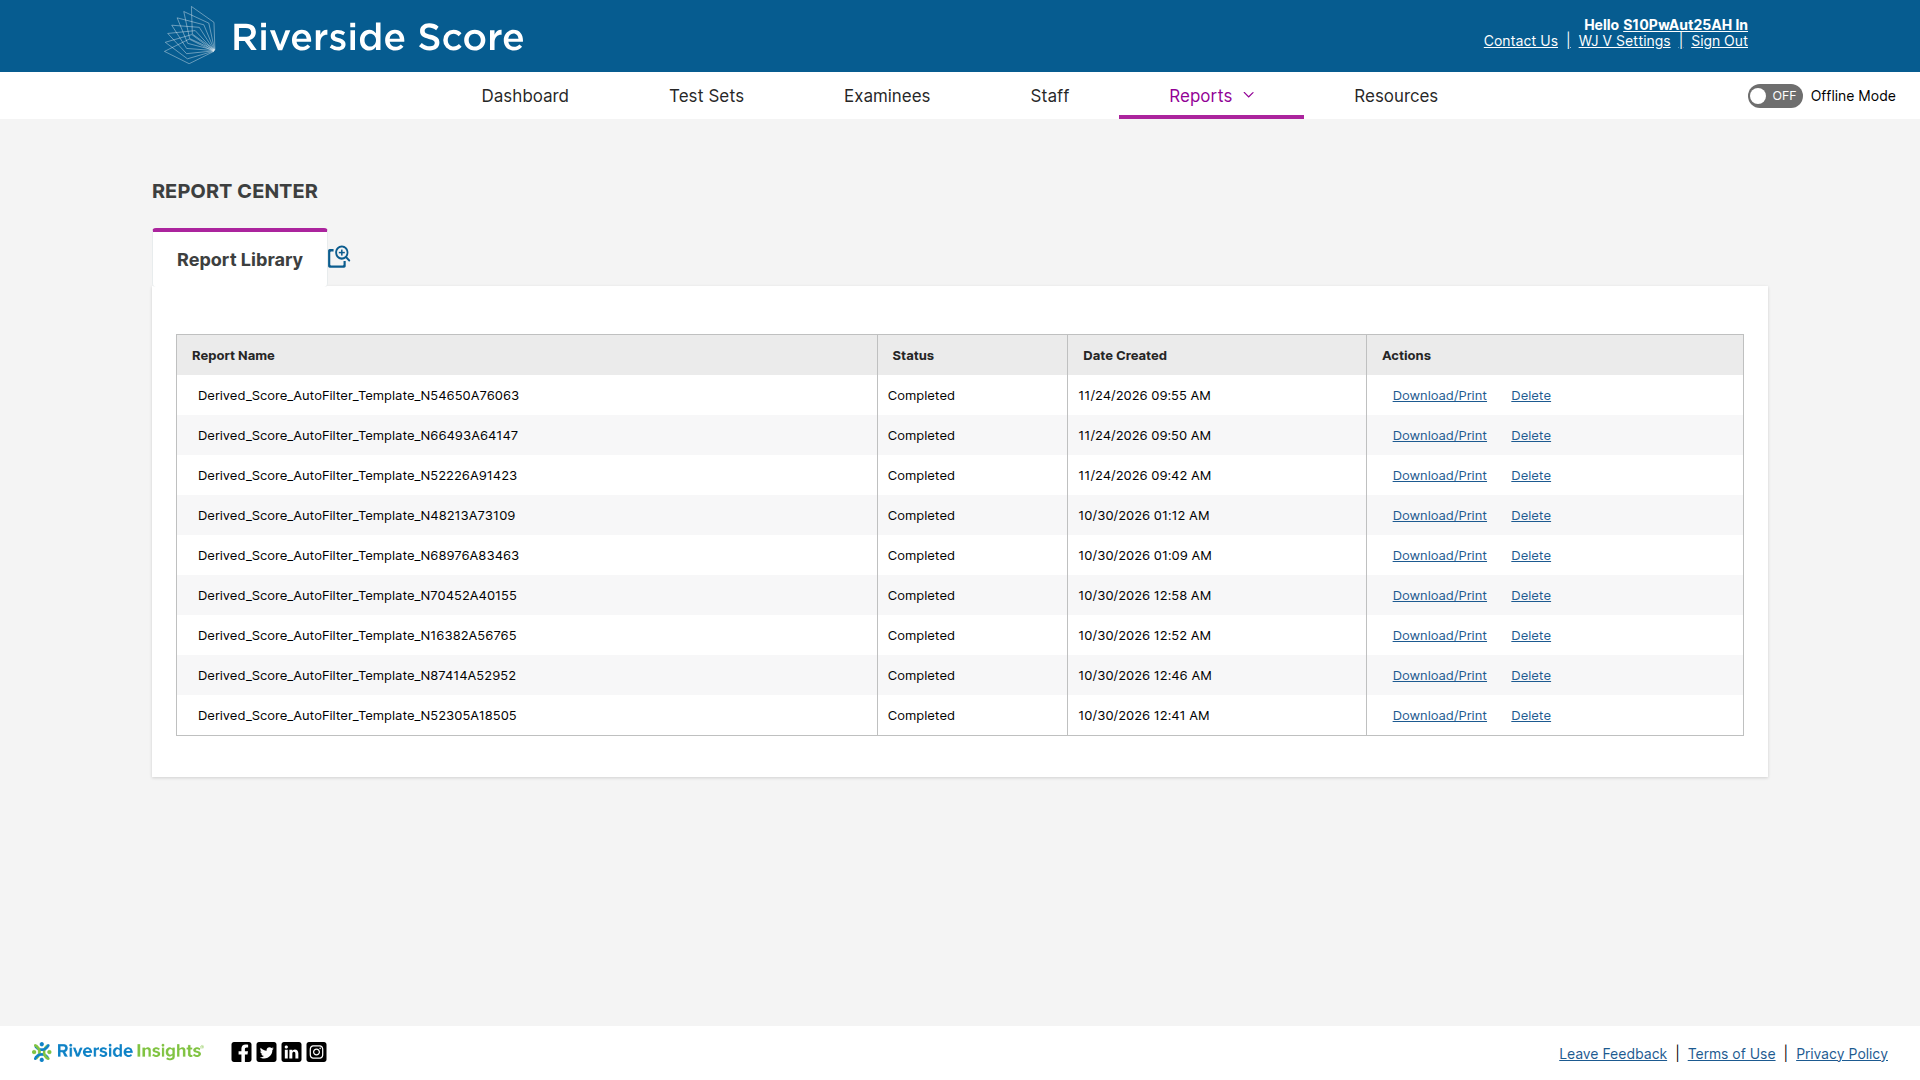 Riverside Score
Hello S10PwAut25AH In
Contact Us | WJ V Settings | Sign Out
Dashboard Test Sets Examinees Staff Reports Resources OFF Offline Mode
REPORT CENTER
Report Library
Report Name Status Date Created Actions
Derived_Score_AutoFilter_Template_N54650A76063 Completed 11/24/2026 09:55 AM Download/Print Delete
Derived_Score_AutoFilter_Template_N66493A64147 Completed 11/24/2026 09:50 AM Download/Print Delete
Derived_Score_AutoFilter_Template_N52226A91423 Completed 11/24/2026 09:42 AM Download/Print Delete
Derived_Score_AutoFilter_Template_N48213A73109 Completed 10/30/2026 01:12 AM Download/Print Delete
Derived_Score_AutoFilter_Template_N68976A83463 Completed 10/30/2026 01:09 AM Download/Print Delete
Derived_Score_AutoFilter_Template_N70452A40155 Completed 10/30/2026 12:58 AM Download/Print Delete
Derived_Score_AutoFilter_Template_N16382A56765 Completed 10/30/2026 12:52 AM Download/Print Delete
Derived_Score_AutoFilter_Template_N87414A52952 Completed 10/30/2026 12:46 AM Download/Print Delete
Derived_Score_AutoFilter_Template_N52305A18505 Completed 10/30/2026 12:41 AM Download/Print Delete
Riverside Insights
Leave Feedback | Terms of Use | Privacy Policy